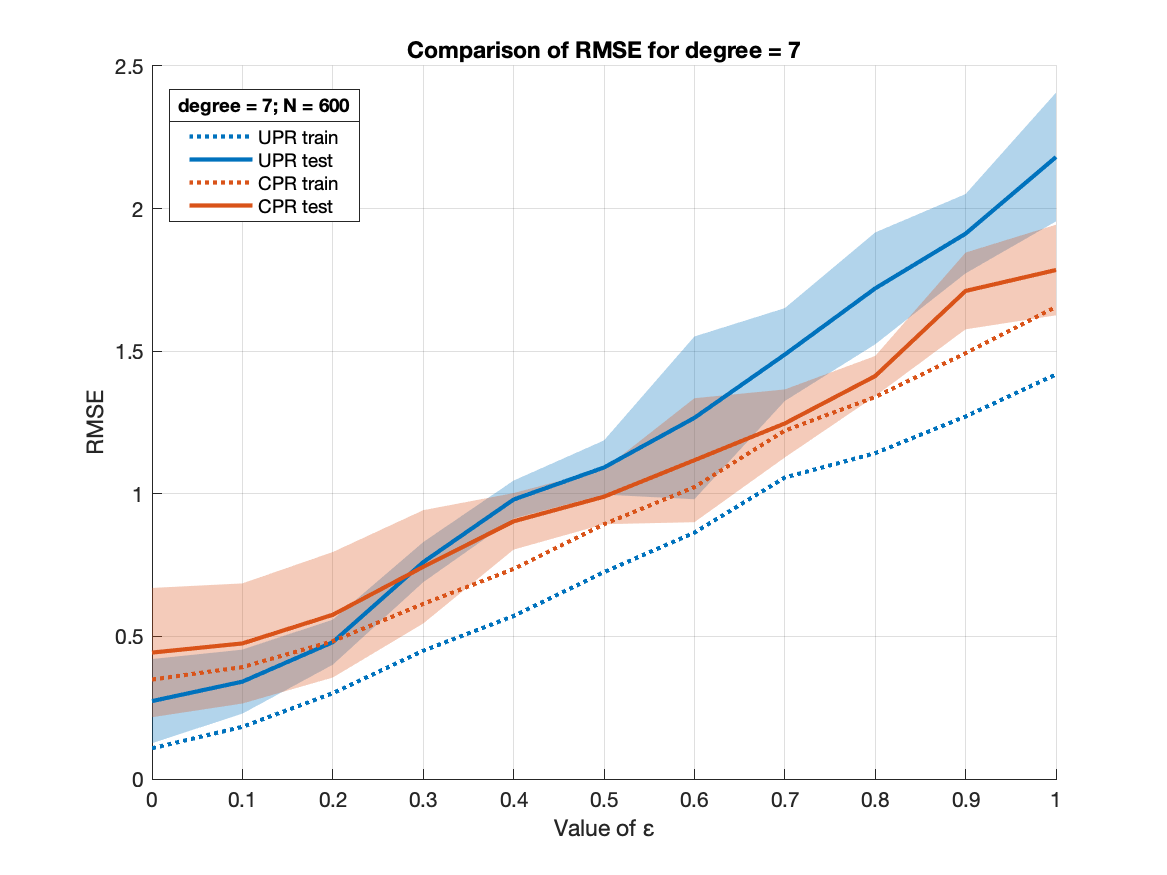 Comparison of RMSE for degree = 7
2.5
2
1.5
1
0.5
0
RMSE
degree = 7; N = 600
UPR train
UPR test
CPR train
CPR test
0 0.1 0.2 0.3 0.4 0.5 0.6 0.7 0.8 0.9 1
Value of ε